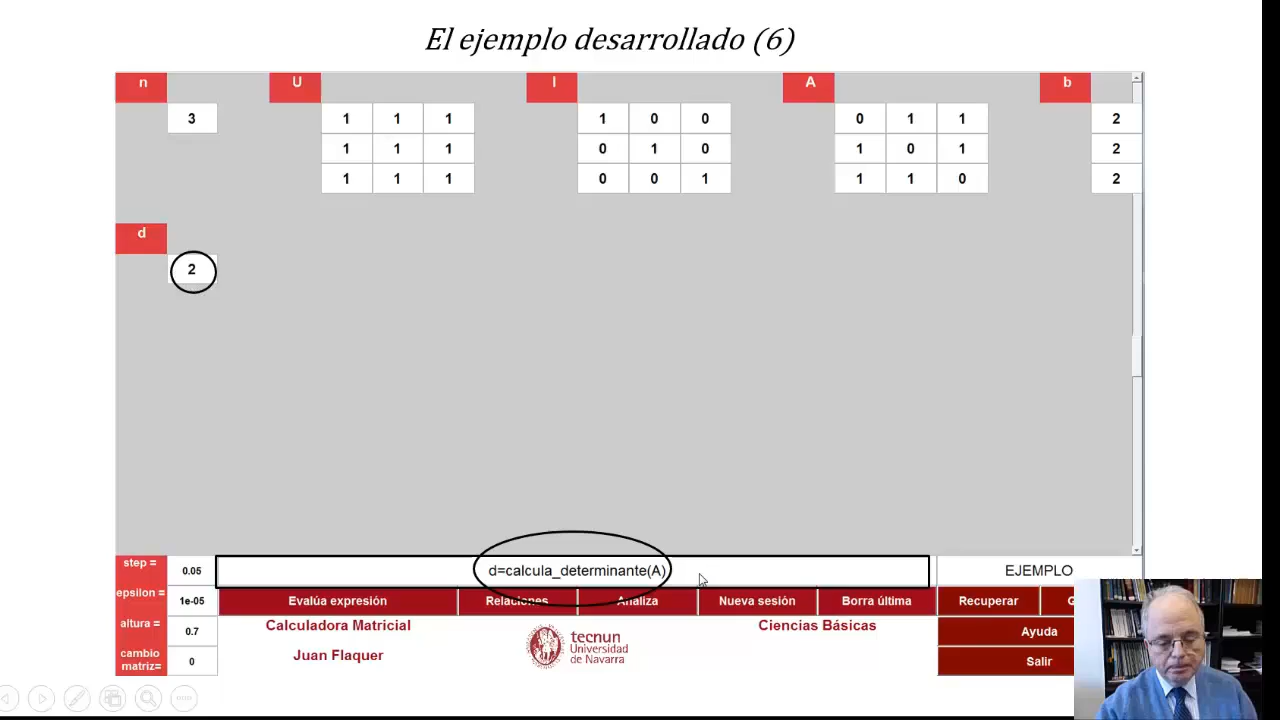 El ejemplo desarrollado (6)
n U I A b
3 1 1 1 1 0 0 0 1 1 2
1 1 1 0 1 0 1 0 1 2
1 1 1 0 0 1 1 1 0 2
d
2
step = 0.05 d=calcula_determinante(A) EJEMPLO
epsilon = 1e-05 Evalúa expresión Relaciones Analiza Nueva sesión Borra última Recuperar G
altura = 0.7 Calculadora Matricial Ciencias Básicas Ayuda
cambio
matriz= 0 Juan Flaquer Salir
tecnun
Universidad
de Navarra